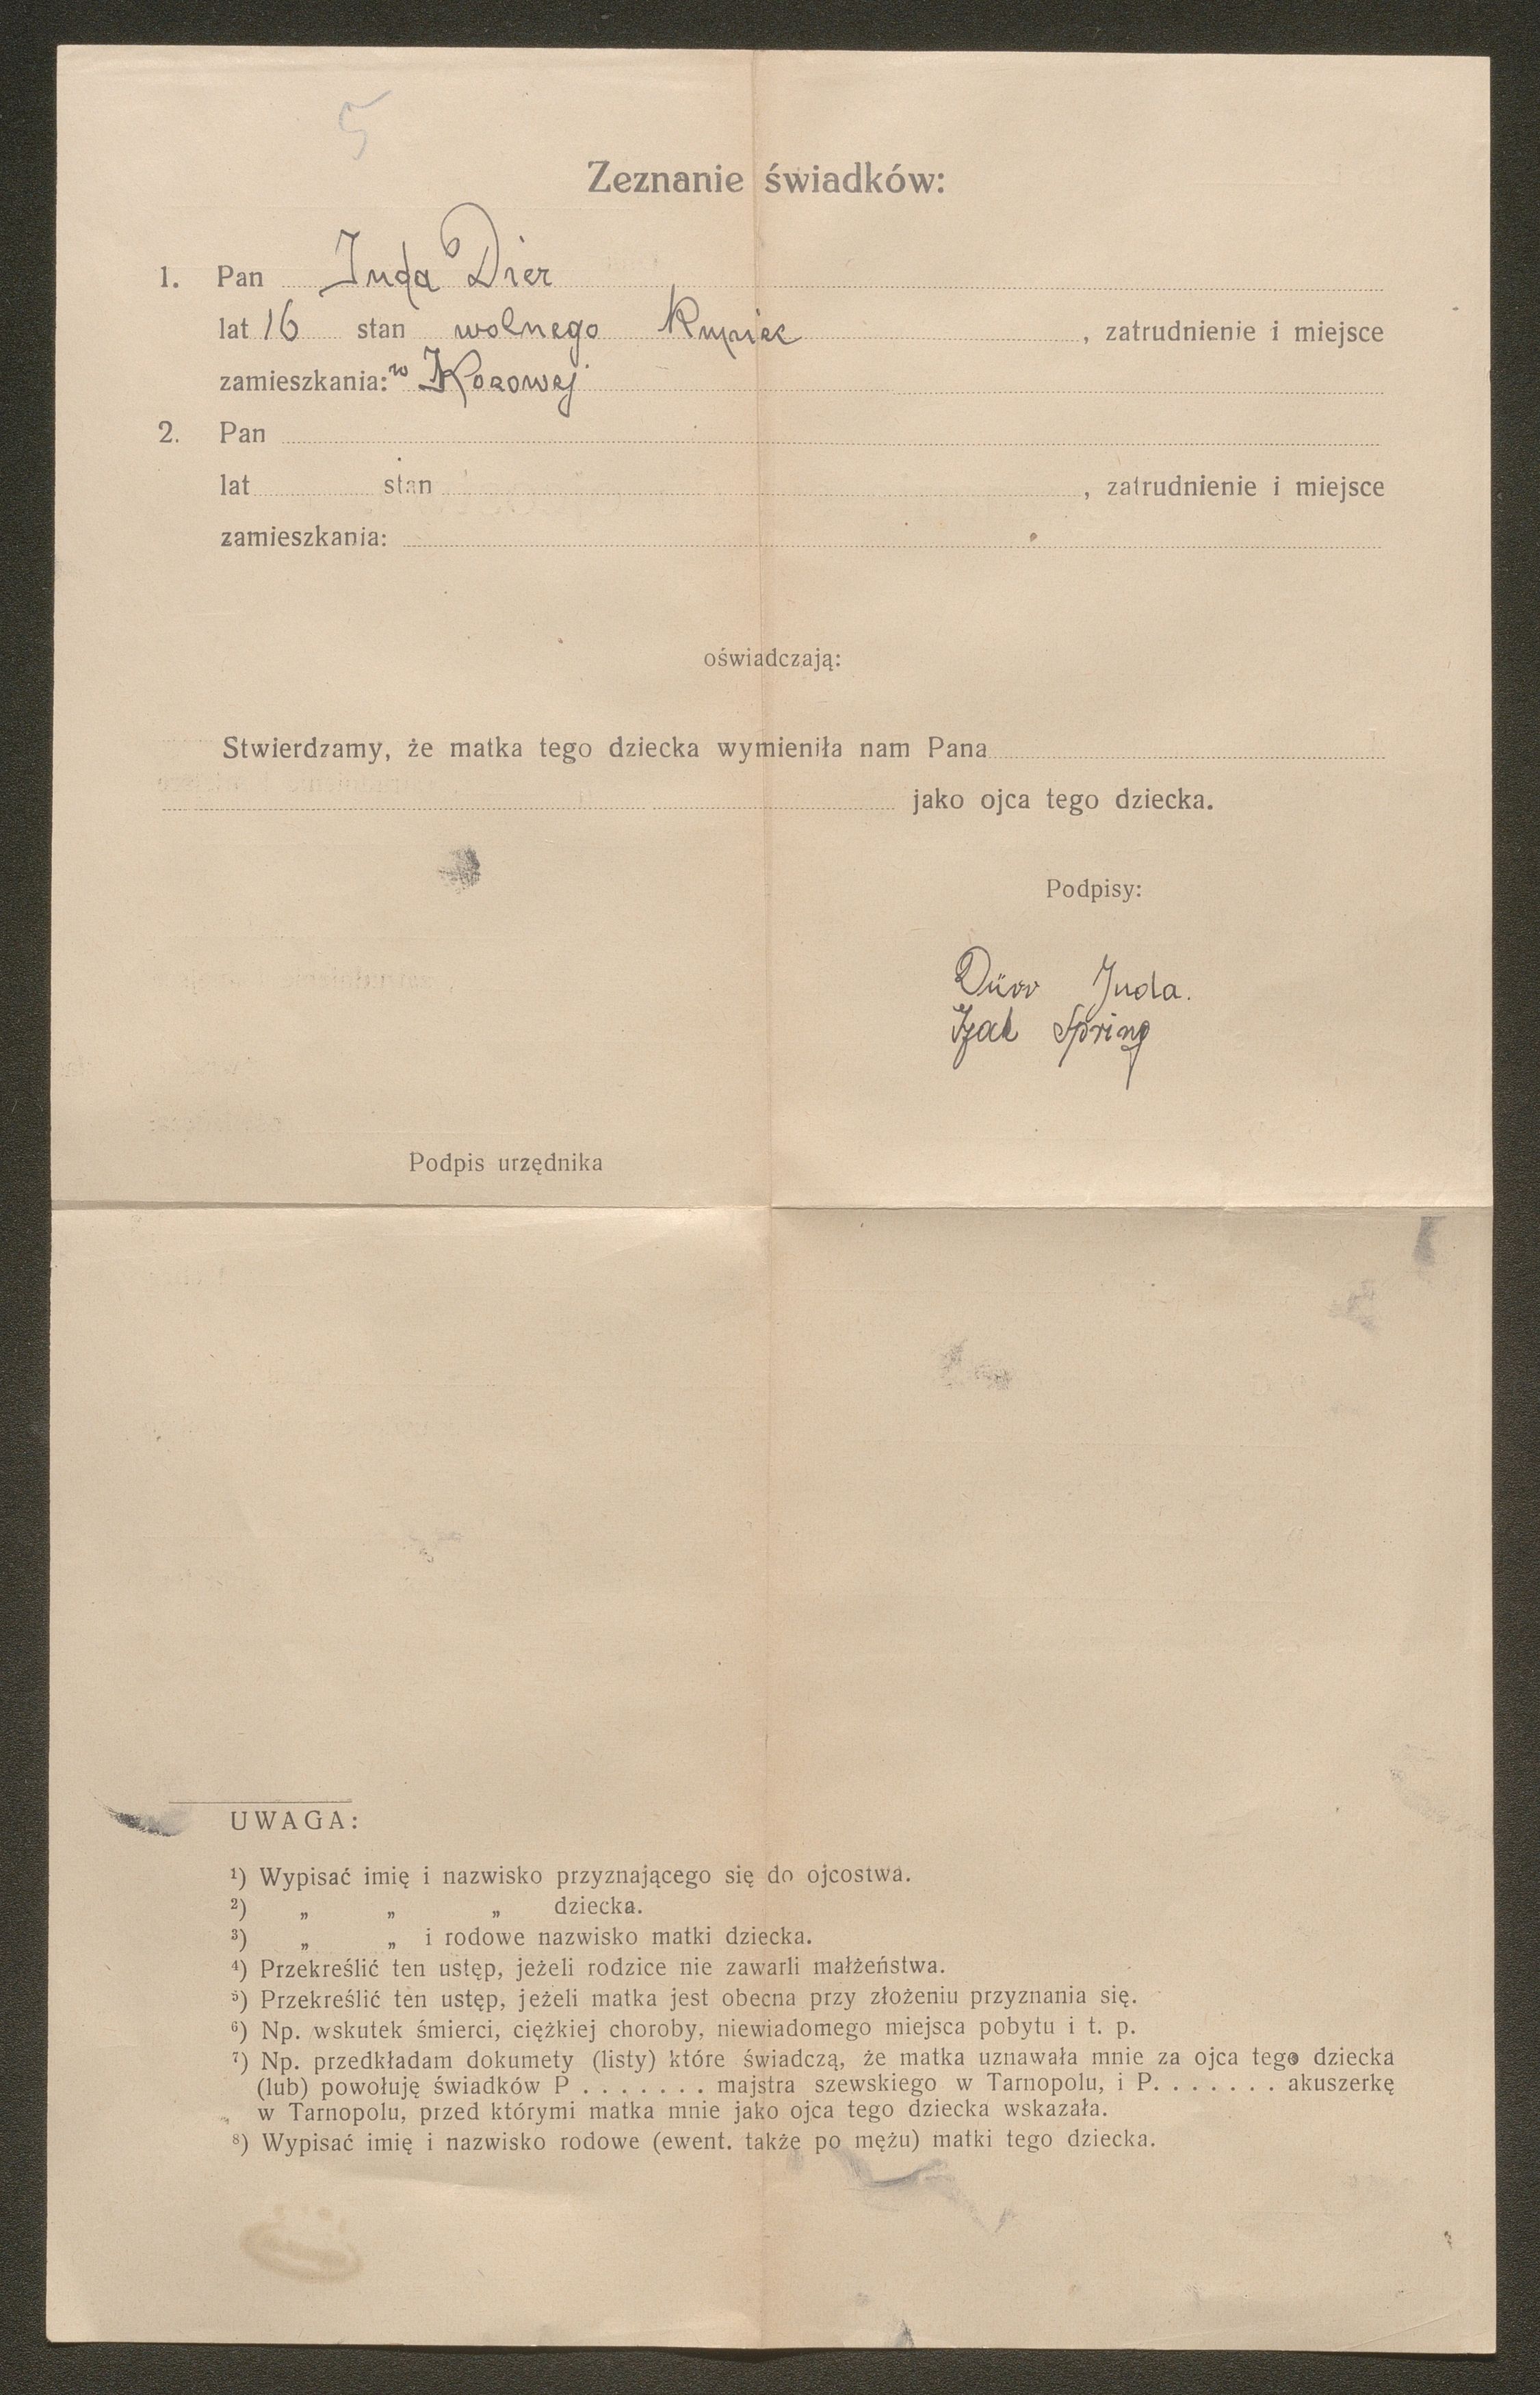 5
Zeznanie świadków:
1. Pan Juda Dier
lat 16 stan wolnego Kupiec, zatrudnienie i miejsce
zamieszkania: w Kozowej
2. Pan
lat stan , zatrudnienie i miejsce
zamieszkania:
oświadczają:
Stwierdzamy, że matka tego dziecka wymieniła nam Pana
jako ojca tego dziecka.
Podpisy:
Dürr Juda.
Izak Spring
Podpis urzędnika
UWAGA:
¹) Wypisać imię i nazwisko przyznającego się do ojcostwa.
²) „ „ „ dziecka.
³) „ „ i rodowe nazwisko matki dziecka.
⁴) Przekreślić ten ustęp, jeżeli rodzice nie zawarli małżeństwa.
⁵) Przekreślić ten ustęp, jeżeli matka jest obecna przy złożeniu przyznania się.
⁶) Np. wskutek śmierci, ciężkiej choroby, niewiadomego miejsca pobytu i t. p.
⁷) Np. przedkładam dokumety (listy) które świadczą, że matka uznawała mnie za ojca tego dziecka
(lub) powołuję świadków P . . . . . . . majstra szewskiego w Tarnopolu, i P. . . . . . . akuszerkę
w Tarnopolu, przed którymi matka mnie jako ojca tego dziecka wskazała.
⁸) Wypisać imię i nazwisko rodowe (ewent. także po mężu) matki tego dziecka.